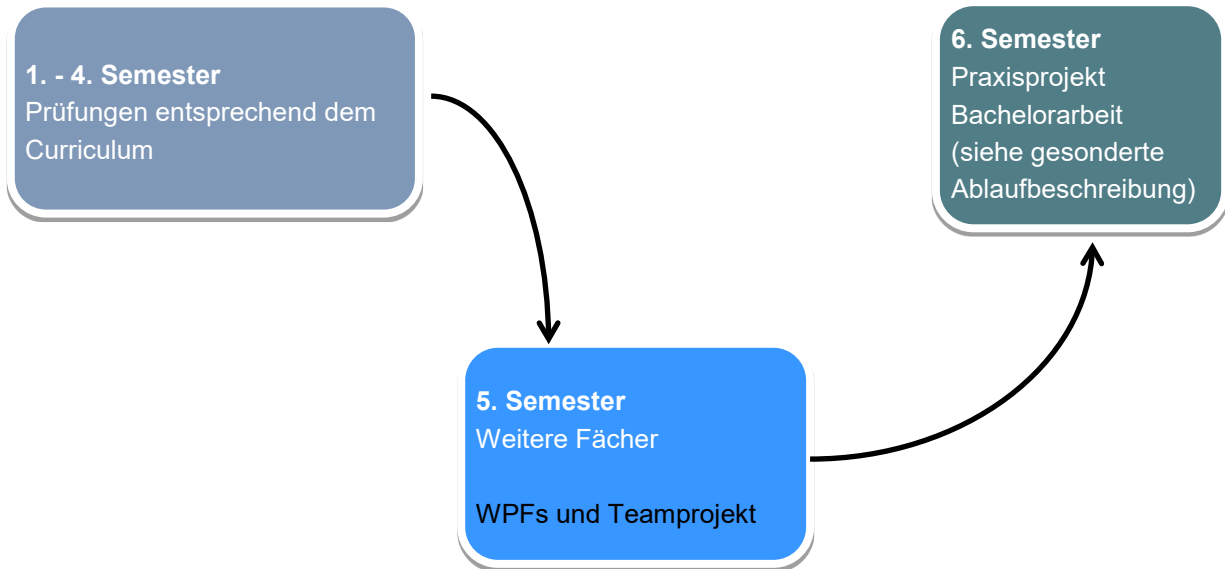 1. - 4. Semester
Prüfungen entsprechend dem
Curriculum
5. Semester
Weitere Fächer
WPFs und Teamprojekt
6. Semester
Praxisprojekt
Bachelorarbeit
(siehe gesonderte
Ablaufbeschreibung)